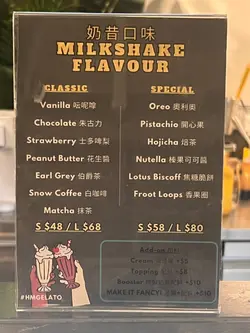 奶昔口味
MILKSHAKE
FLAVOUR
CLASSIC
Vanilla 呍呢嗱
Chocolate 朱古力
Strawberry 士多啤梨
Peanut Butter 花生醬
Earl Grey 伯爵茶
Snow Coffee 白咖啡
Matcha 抹茶
S $48 / L $68
SPECIAL
Oreo 奧利奧
Pistachio 開心果
Hojicha 焙茶
Nutella 榛果可可醬
Lotus Biscoff 焦糖脆餅
Froot Loops 香果圈
S $58 / L $80
Add-on
Cream +$5
Topping
Booster +$10
MAKE IT FANCY! +$10
#HMGELATO